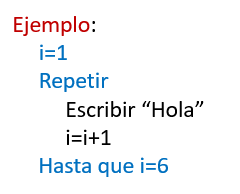 Ejemplo:
i=1
Repetir
Escribir “Hola”
i=i+1
Hasta que i=6